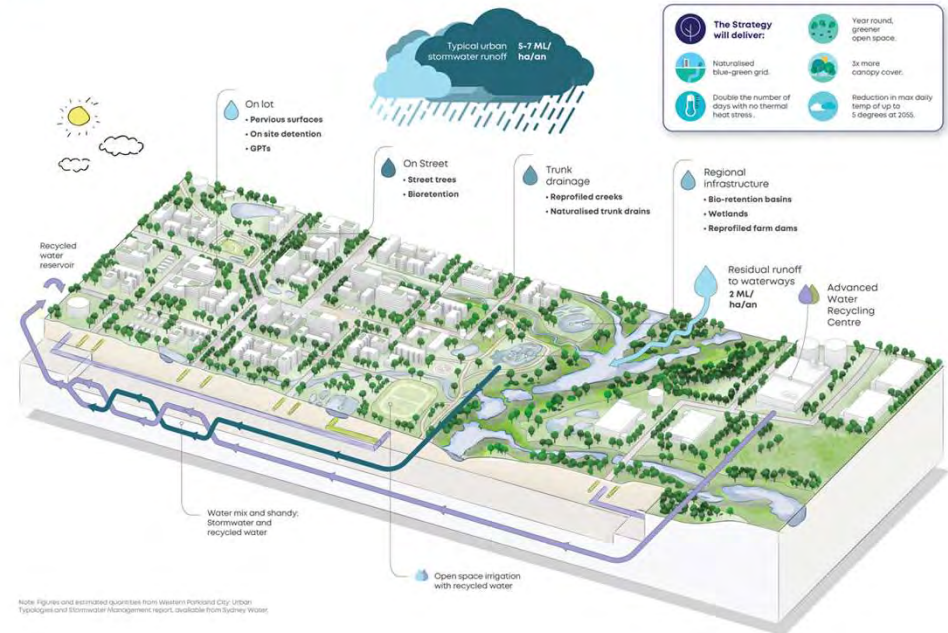 Typical urban
stormwater runoff
5-7 ML/
ha/an
The Strategy
will deliver:
Naturalised
blue-green grid.
Double the number of
days with no thermal
heat stress.
Year round,
greener
open space.
3x more
canopy cover.
Reduction in max daily
temp of up to
5 degrees at 2055.
On lot
• Pervious surfaces
• On site detention
• GPTs
On Street
• Street trees
• Bioretention
Trunk
drainage
• Reprofiled creeks
• Naturalised trunk drains
Regional
infrastructure
• Bio-retention basins
• Wetlands
• Reprofiled farm dams
Recycled
water
reservoir
Residual runoff
to waterways
2 ML/
ha/an
Advanced
Water
Recycling
Centre
Water mix and shandy;
Stormwater and
recycled water
Open space irrigation
with recycled water
Note: Figures and estimated quantities from Western Parkland City: Urban
Typologies and Stormwater Management report, available from Sydney Water.